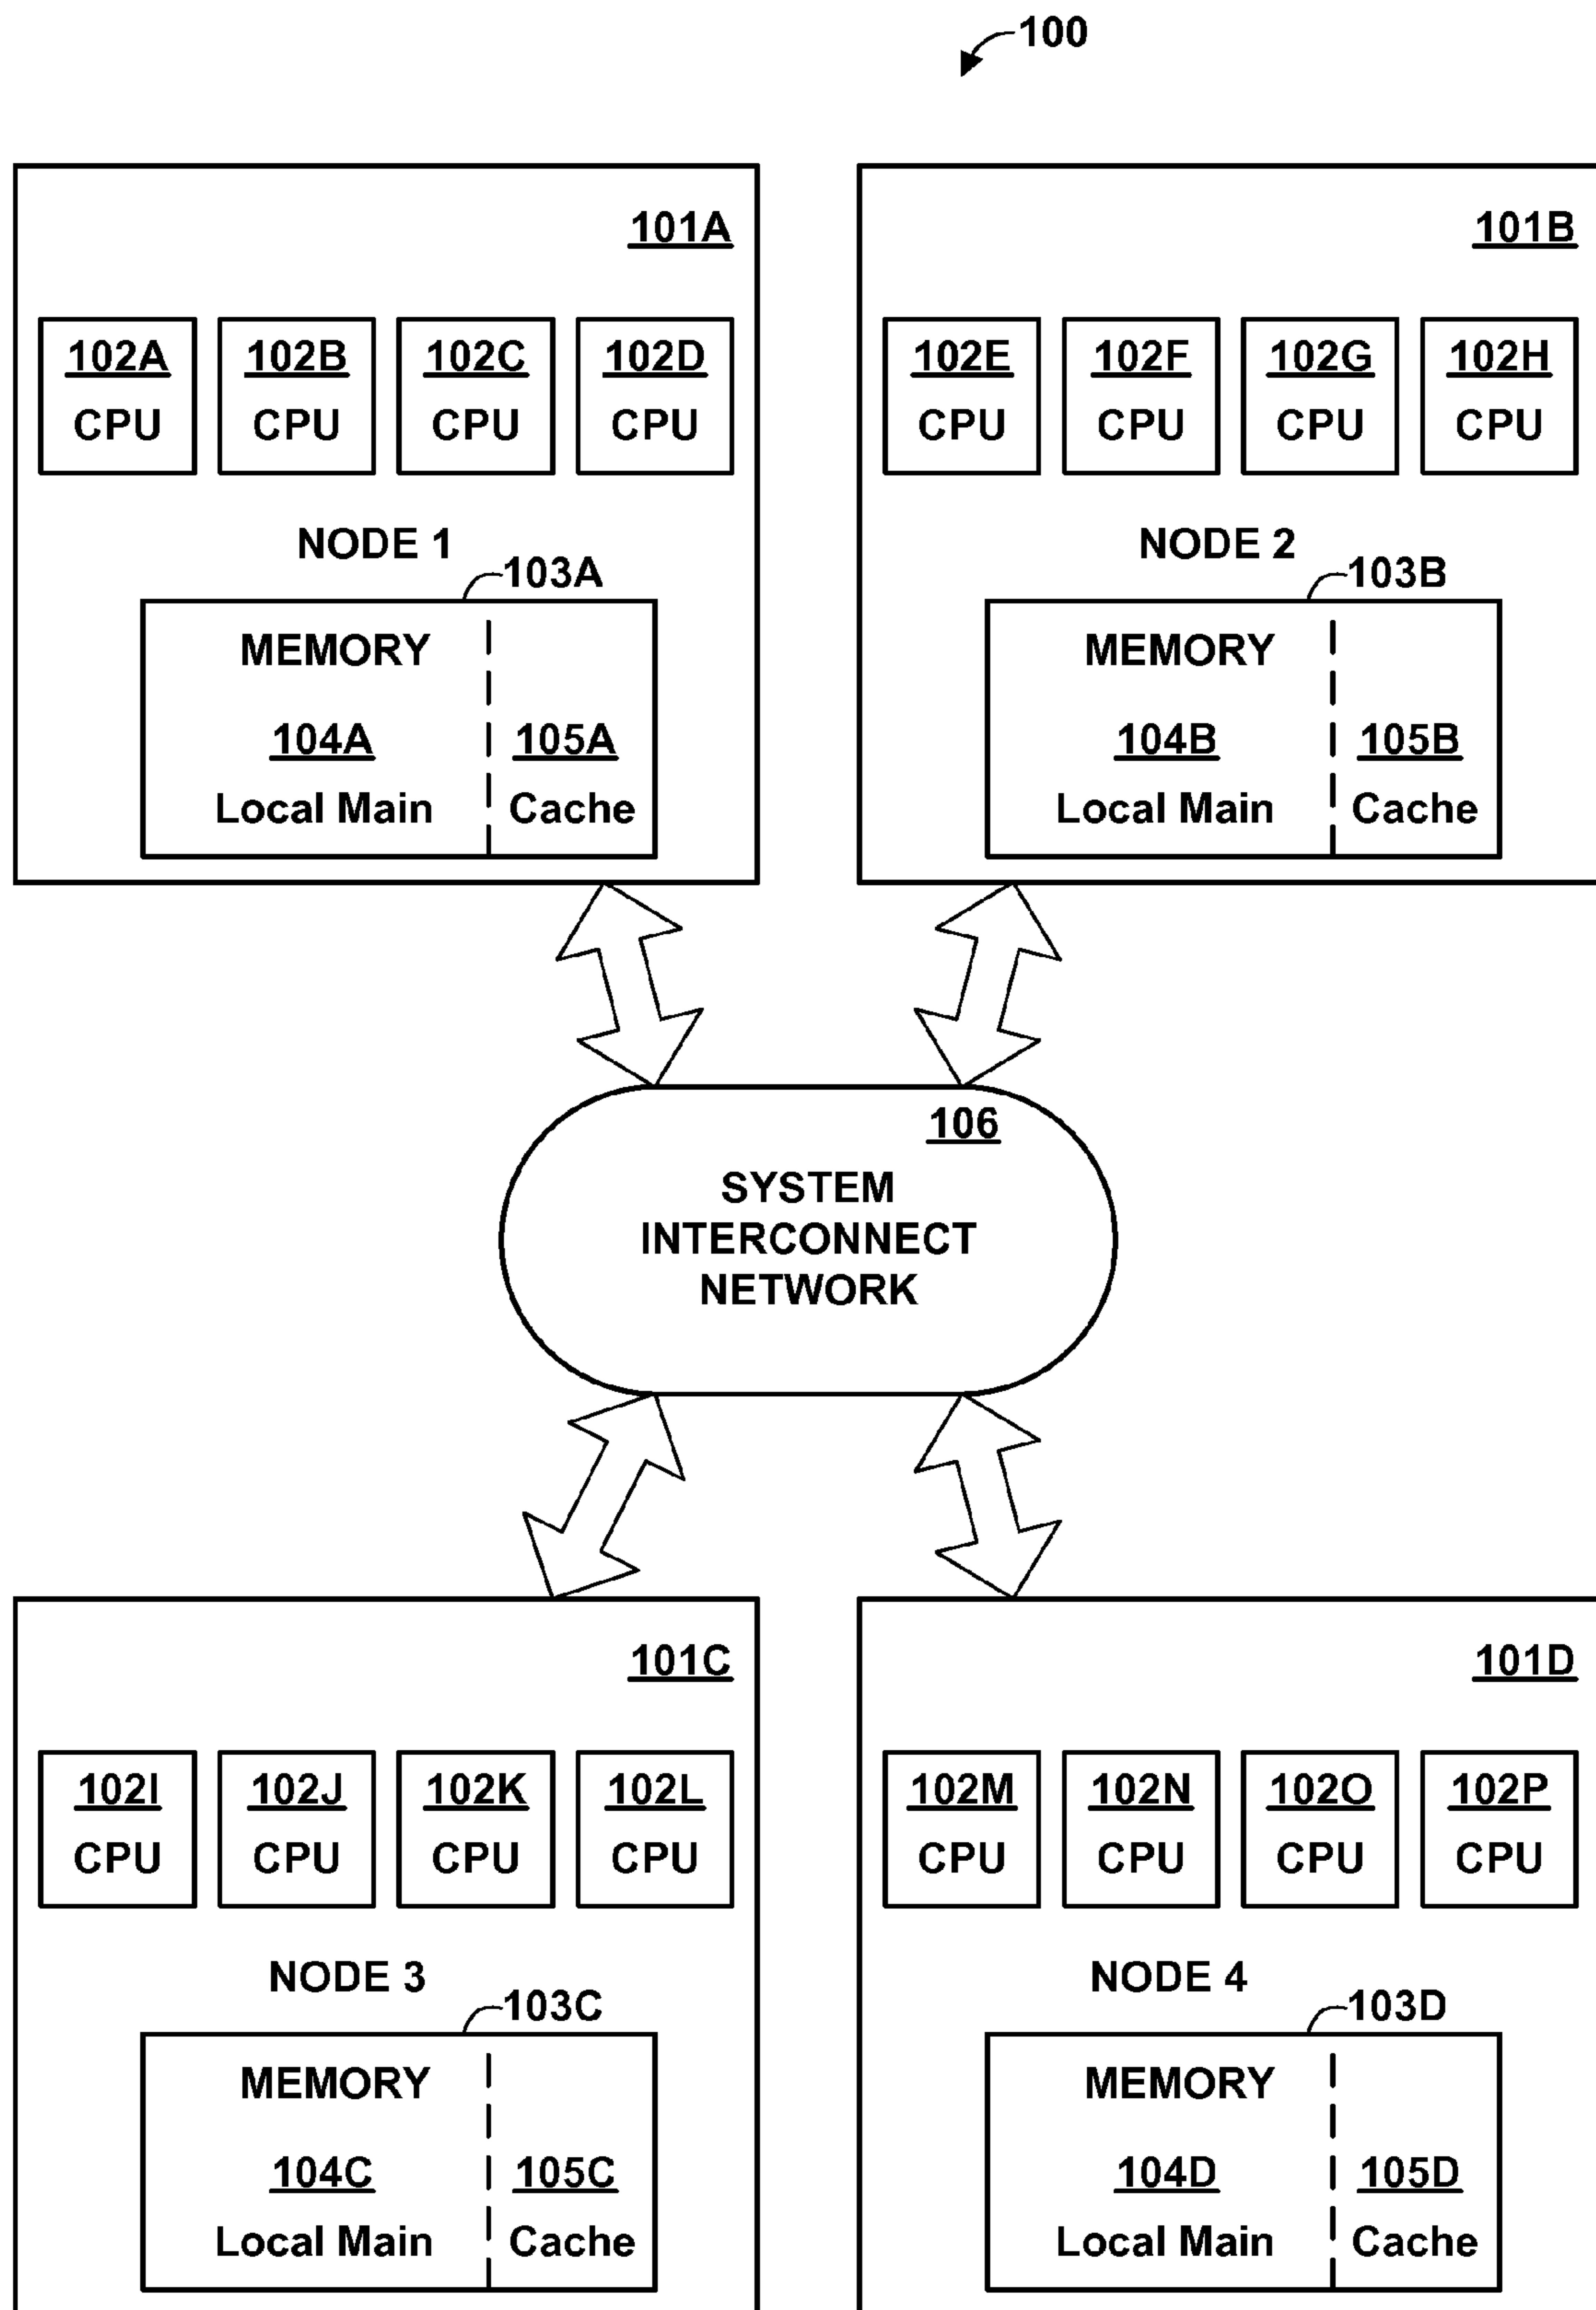 100
101A
102A
CPU
102B
CPU
102C
CPU
102D
CPU
NODE 1
103A
MEMORY
104A
Local Main
105A
Cache
101B
102E
CPU
102F
CPU
102G
CPU
102H
CPU
NODE 2
103B
MEMORY
104B
Local Main
105B
Cache
106
SYSTEM
INTERCONNECT
NETWORK
101C
102I
CPU
102J
CPU
102K
CPU
102L
CPU
NODE 3
103C
MEMORY
104C
Local Main
105C
Cache
101D
102M
CPU
102N
CPU
102O
CPU
102P
CPU
NODE 4
103D
MEMORY
104D
Local Main
105D
Cache